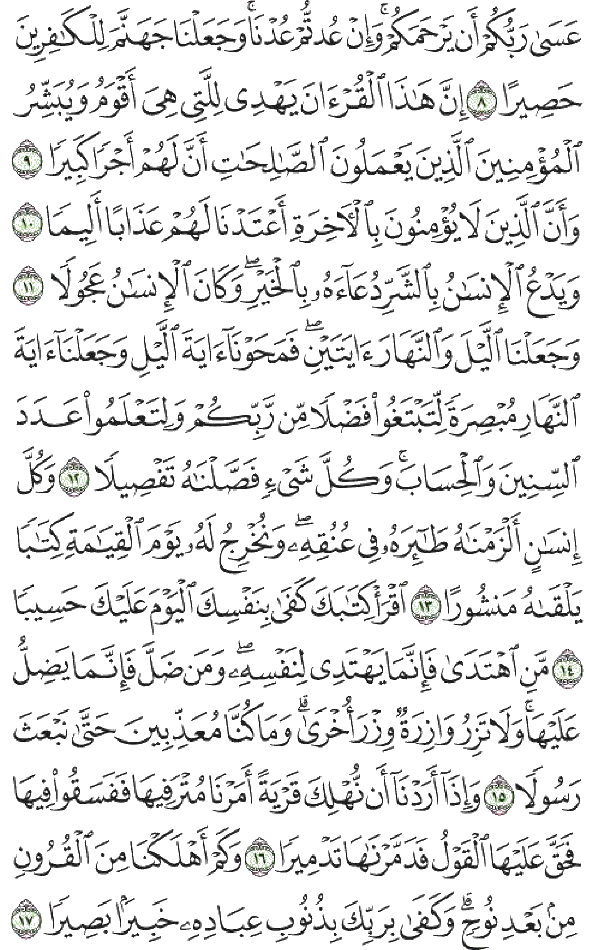 عَسَىٰ رَبُّكُمْ أَن يَرْحَمَكُمْ ۚ وَإِنْ عُدتُّمْ عُدْنَا ۘ وَجَعَلْنَا جَهَنَّمَ لِلْكَـٰفِرِينَ
حَصِيرًا ٨ إِنَّ هَـٰذَا ٱلْقُرْءَانَ يَهْدِى لِلَّتِى هِىَ أَقْوَمُ وَيُبَشِّرُ
ٱلْمُؤْمِنِينَ ٱلَّذِينَ يَعْمَلُونَ ٱلصَّـٰلِحَـٰتِ أَنَّ لَهُمْ أَجْرًا كَبِيرًا ٩
وَأَنَّ ٱلَّذِينَ لَا يُؤْمِنُونَ بِٱلْـَٔاخِرَةِ أَعْتَدْنَا لَهُمْ عَذَابًا أَلِيمًا ١٠
وَيَدْعُ ٱلْإِنسَـٰنُ بِٱلشَّرِّ دُعَآءَهُۥ بِٱلْخَيْرِ ۖ وَكَانَ ٱلْإِنسَـٰنُ عَجُولًا ١١
وَجَعَلْنَا ٱلَّيْلَ وَٱلنَّهَارَ ءَايَتَيْنِ ۖ فَمَحَوْنَآ ءَايَةَ ٱلَّيْلِ وَجَعَلْنَآ ءَايَةَ
ٱلنَّهَارِ مُبْصِرَةً لِّتَبْتَغُوا۟ فَضْلًا مِّن رَّبِّكُمْ وَلِتَعْلَمُوا۟ عَدَدَ
ٱلسِّنِينَ وَٱلْحِسَابَ ۚ وَكُلَّ شَىْءٍ فَصَّلْنَـٰهُ تَفْصِيلًا ١٢ وَكُلَّ
إِنسَـٰنٍ أَلْزَمْنَـٰهُ طَـٰٓئِرَهُۥ فِى عُنُقِهِۦ ۖ وَنُخْرِجُ لَهُۥ يَوْمَ ٱلْقِيَـٰمَةِ كِتَـٰبًا
يَلْقَىٰهُ مَنشُورًا ١٣ ٱقْرَأْ كِتَـٰبَكَ كَفَىٰ بِنَفْسِكَ ٱلْيَوْمَ عَلَيْكَ حَسِيبًا
١٤ مَّنِ ٱهْتَدَىٰ فَإِنَّمَا يَهْتَدِى لِنَفْسِهِۦ ۖ وَمَن ضَلَّ فَإِنَّمَا يَضِلُّ
عَلَيْهَا ۚ وَلَا تَزِرُ وَازِرَةٌ وِزْرَ أُخْرَىٰ ۗ وَمَا كُنَّا مُعَذِّبِينَ حَتَّىٰ نَبْعَثَ
رَسُولًا ١٥ وَإِذَآ أَرَدْنَآ أَن نُّهْلِكَ قَرْيَةً أَمَرْنَا مُتْرَفِيهَا فَفَسَقُوا۟ فِيهَا
فَحَقَّ عَلَيْهَا ٱلْقَوْلُ فَدَمَّرْنَـٰهَا تَدْمِيرًا ١٦ وَكَمْ أَهْلَكْنَا مِنَ ٱلْقُرُونِ
مِنۢ بَعْدِ نُوحٍ ۗ وَكَفَىٰ بِرَبِّكَ بِذُنُوبِ عِبَادِهِۦ خَبِيرًۢا بَصِيرًا ١٧